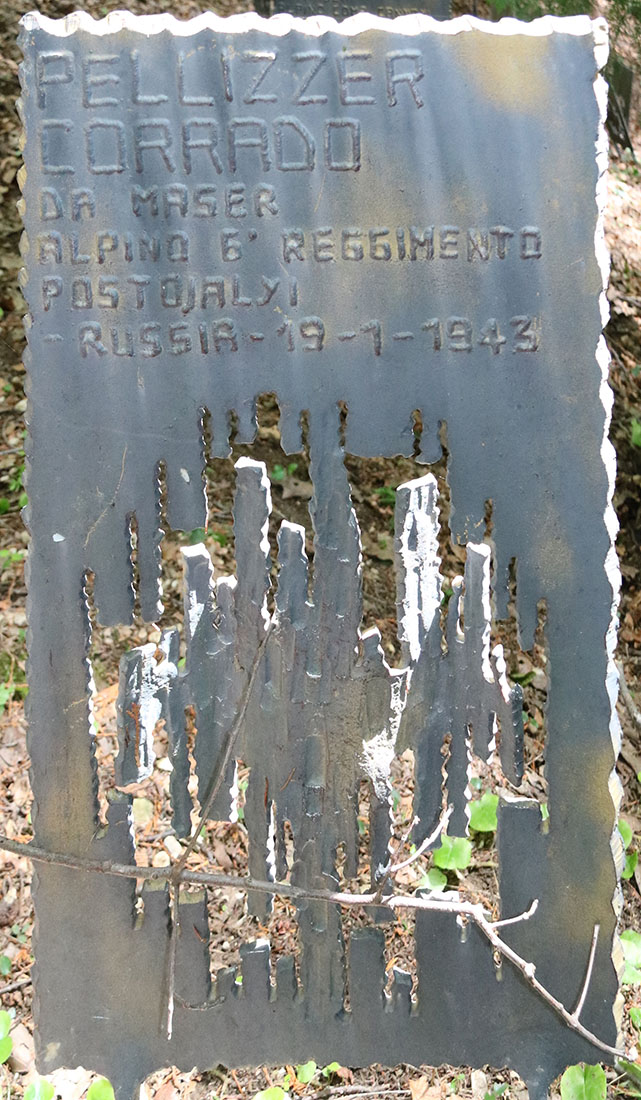 PELLIZZER
CORRADO
DA MASER
ALPINO 6° REGGIMENTO
POSTOJALYI
-RUSSIA-19-1-1943